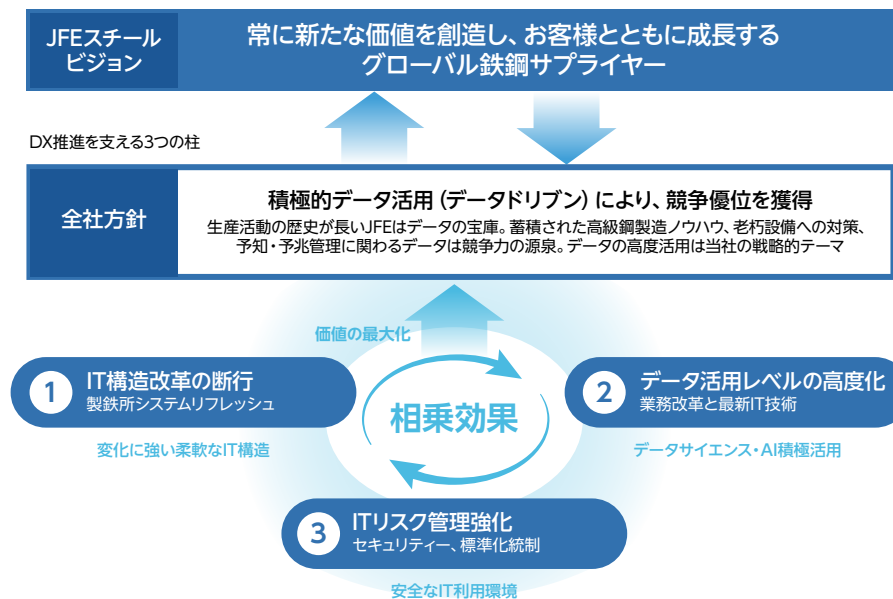 JFEスチール
ビジョン
常に新たな価値を創造し、お客様とともに成長する
グローバル鉄鋼サプライヤー
DX推進を支える3つの柱
全社方針
積極的データ活用(データドリブン)により、競争優位を獲得
生産活動の歴史が長いJFEはデータの宝庫。蓄積された高級鋼製造ノウハウ、老朽設備への対策、
予知・予兆管理に関わるデータは競争力の源泉。データの高度活用は当社の戦略的テーマ
価値の最大化
1 IT構造改革の断行
製鉄所システムリフレッシュ
変化に強い柔軟なIT構造
相乗効果
2 データ活用レベルの高度化
業務改革と最新IT技術
データサイエンス・AI積極活用
3 ITリスク管理強化
セキュリティー、標準化統制
安全なIT利用環境